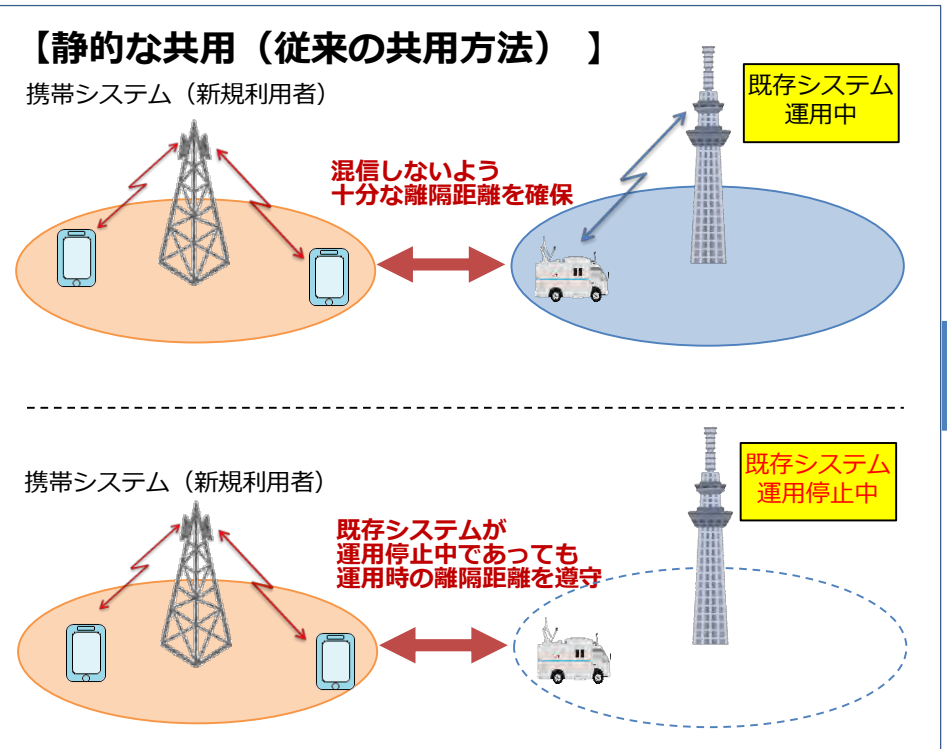 【静的な共用（従来の共用方法） 】
携帯システム（新規利用者）
既存システム
運用中
混信しないよう
十分な離隔距離を確保
携帯システム（新規利用者）
既存システム
運用停止中
既存システムが
運用停止中であっても
運用時の離隔距離を遵守